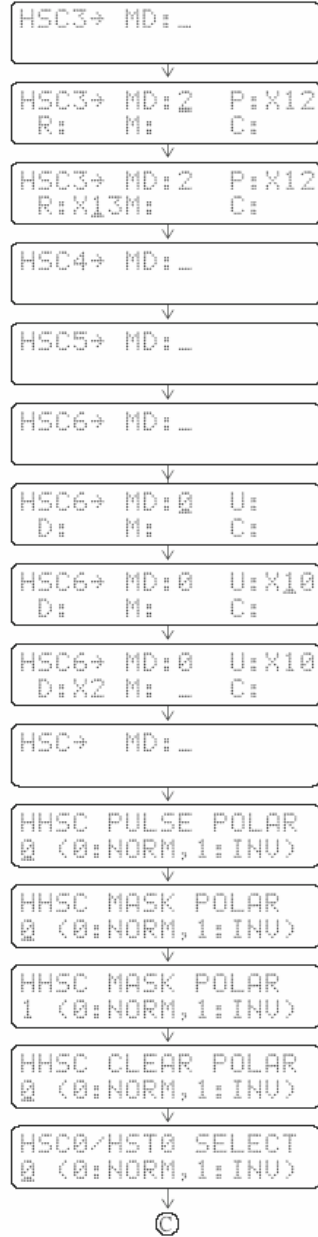 HSC3→ MD:_
HSC3→ MD:2 P:X12
R: M: C:
HSC3→ MD:2 P:X12
R:X13M: C:
HSC4→ MD:_
HSC5→ MD:_
HSC6→ MD:_
HSC6→ MD:0 U:
D: M: C:
HSC6→ MD:0 U:X10
D: M: C:
HSC6→ MD:0 U:X10
D:X2 M: _ C:
HSC→ MD:_
HHSC PULSE POLAR
0 (0:NORM,1:INV)
HHSC MASK POLAR
0 (0:NORM,1:INV)
HHSC MASK POLAR
1 (0:NORM,1:INV)
HHSC CLEAR POLAR
0 (0:NORM,1:INV)
HSC0/HST0 SELECT
0 (0:NORM,1:INV)
C